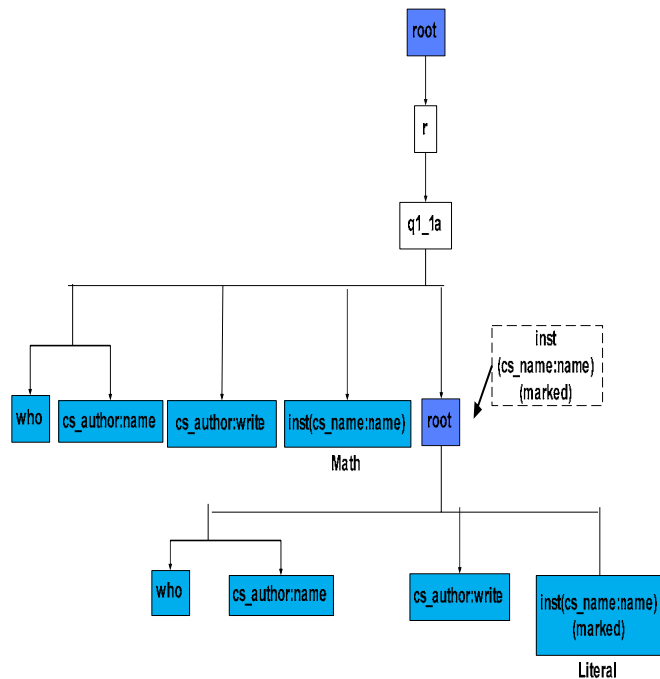 root
r
q1_1a
inst
(cs_name:name)
(marked)
who
cs_author:name
cs_author:write
inst(cs_name:name)
root
Math
who
cs_author:name
cs_author:write
inst(cs_name:name)
(marked)
Literal